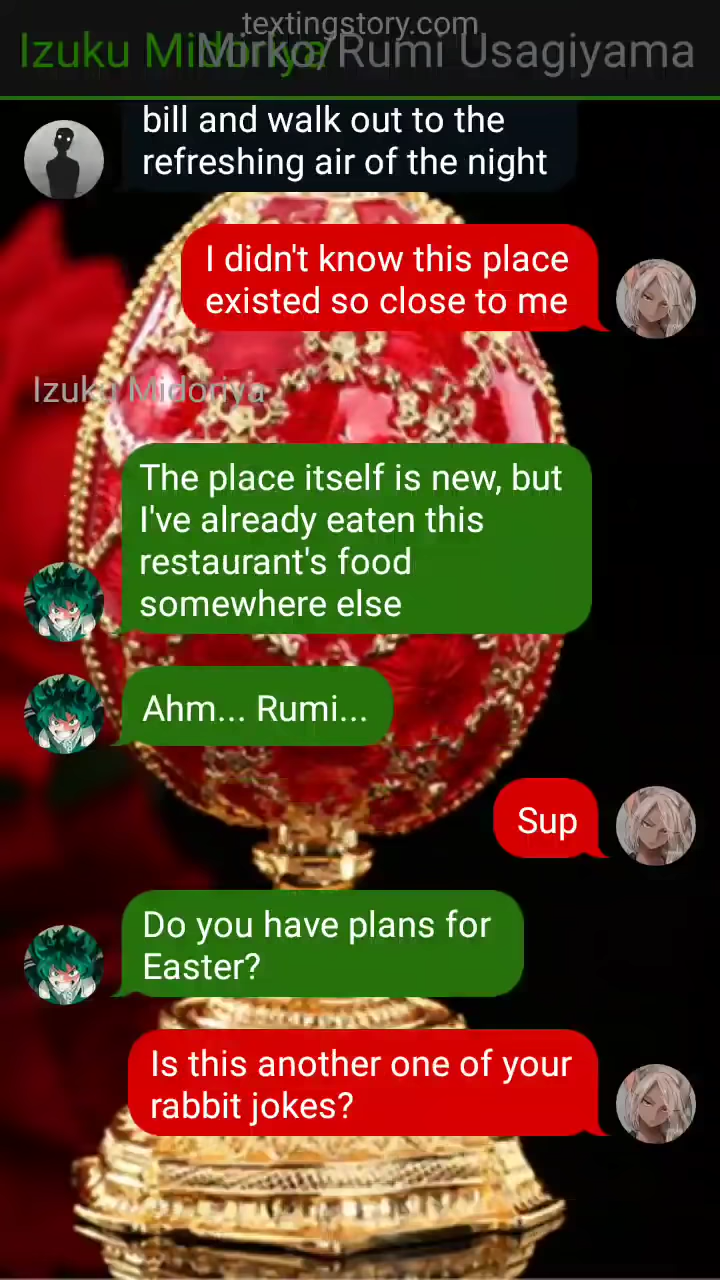 textingstory.com
Izuku Midoriya
Mirko/Rumi Usagiyama
bill and walk out to the
refreshing air of the night
I didn't know this place
existed so close to me
Izuku Midoriya
The place itself is new, but
I've already eaten this
restaurant's food
somewhere else
Ahm... Rumi...
Sup
Do you have plans for
Easter?
Is this another one of your
rabbit jokes?